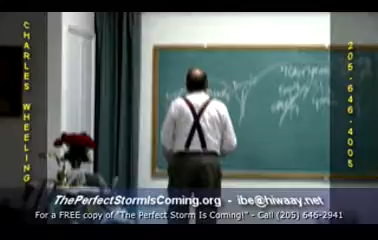 CHARLES WHEELING
205-646-4005
ThePerfectStormIsComing.org - ibe@hiwaay.net
For a FREE copy of "The Perfect Storm Is Coming!" - Call (205) 646-2941